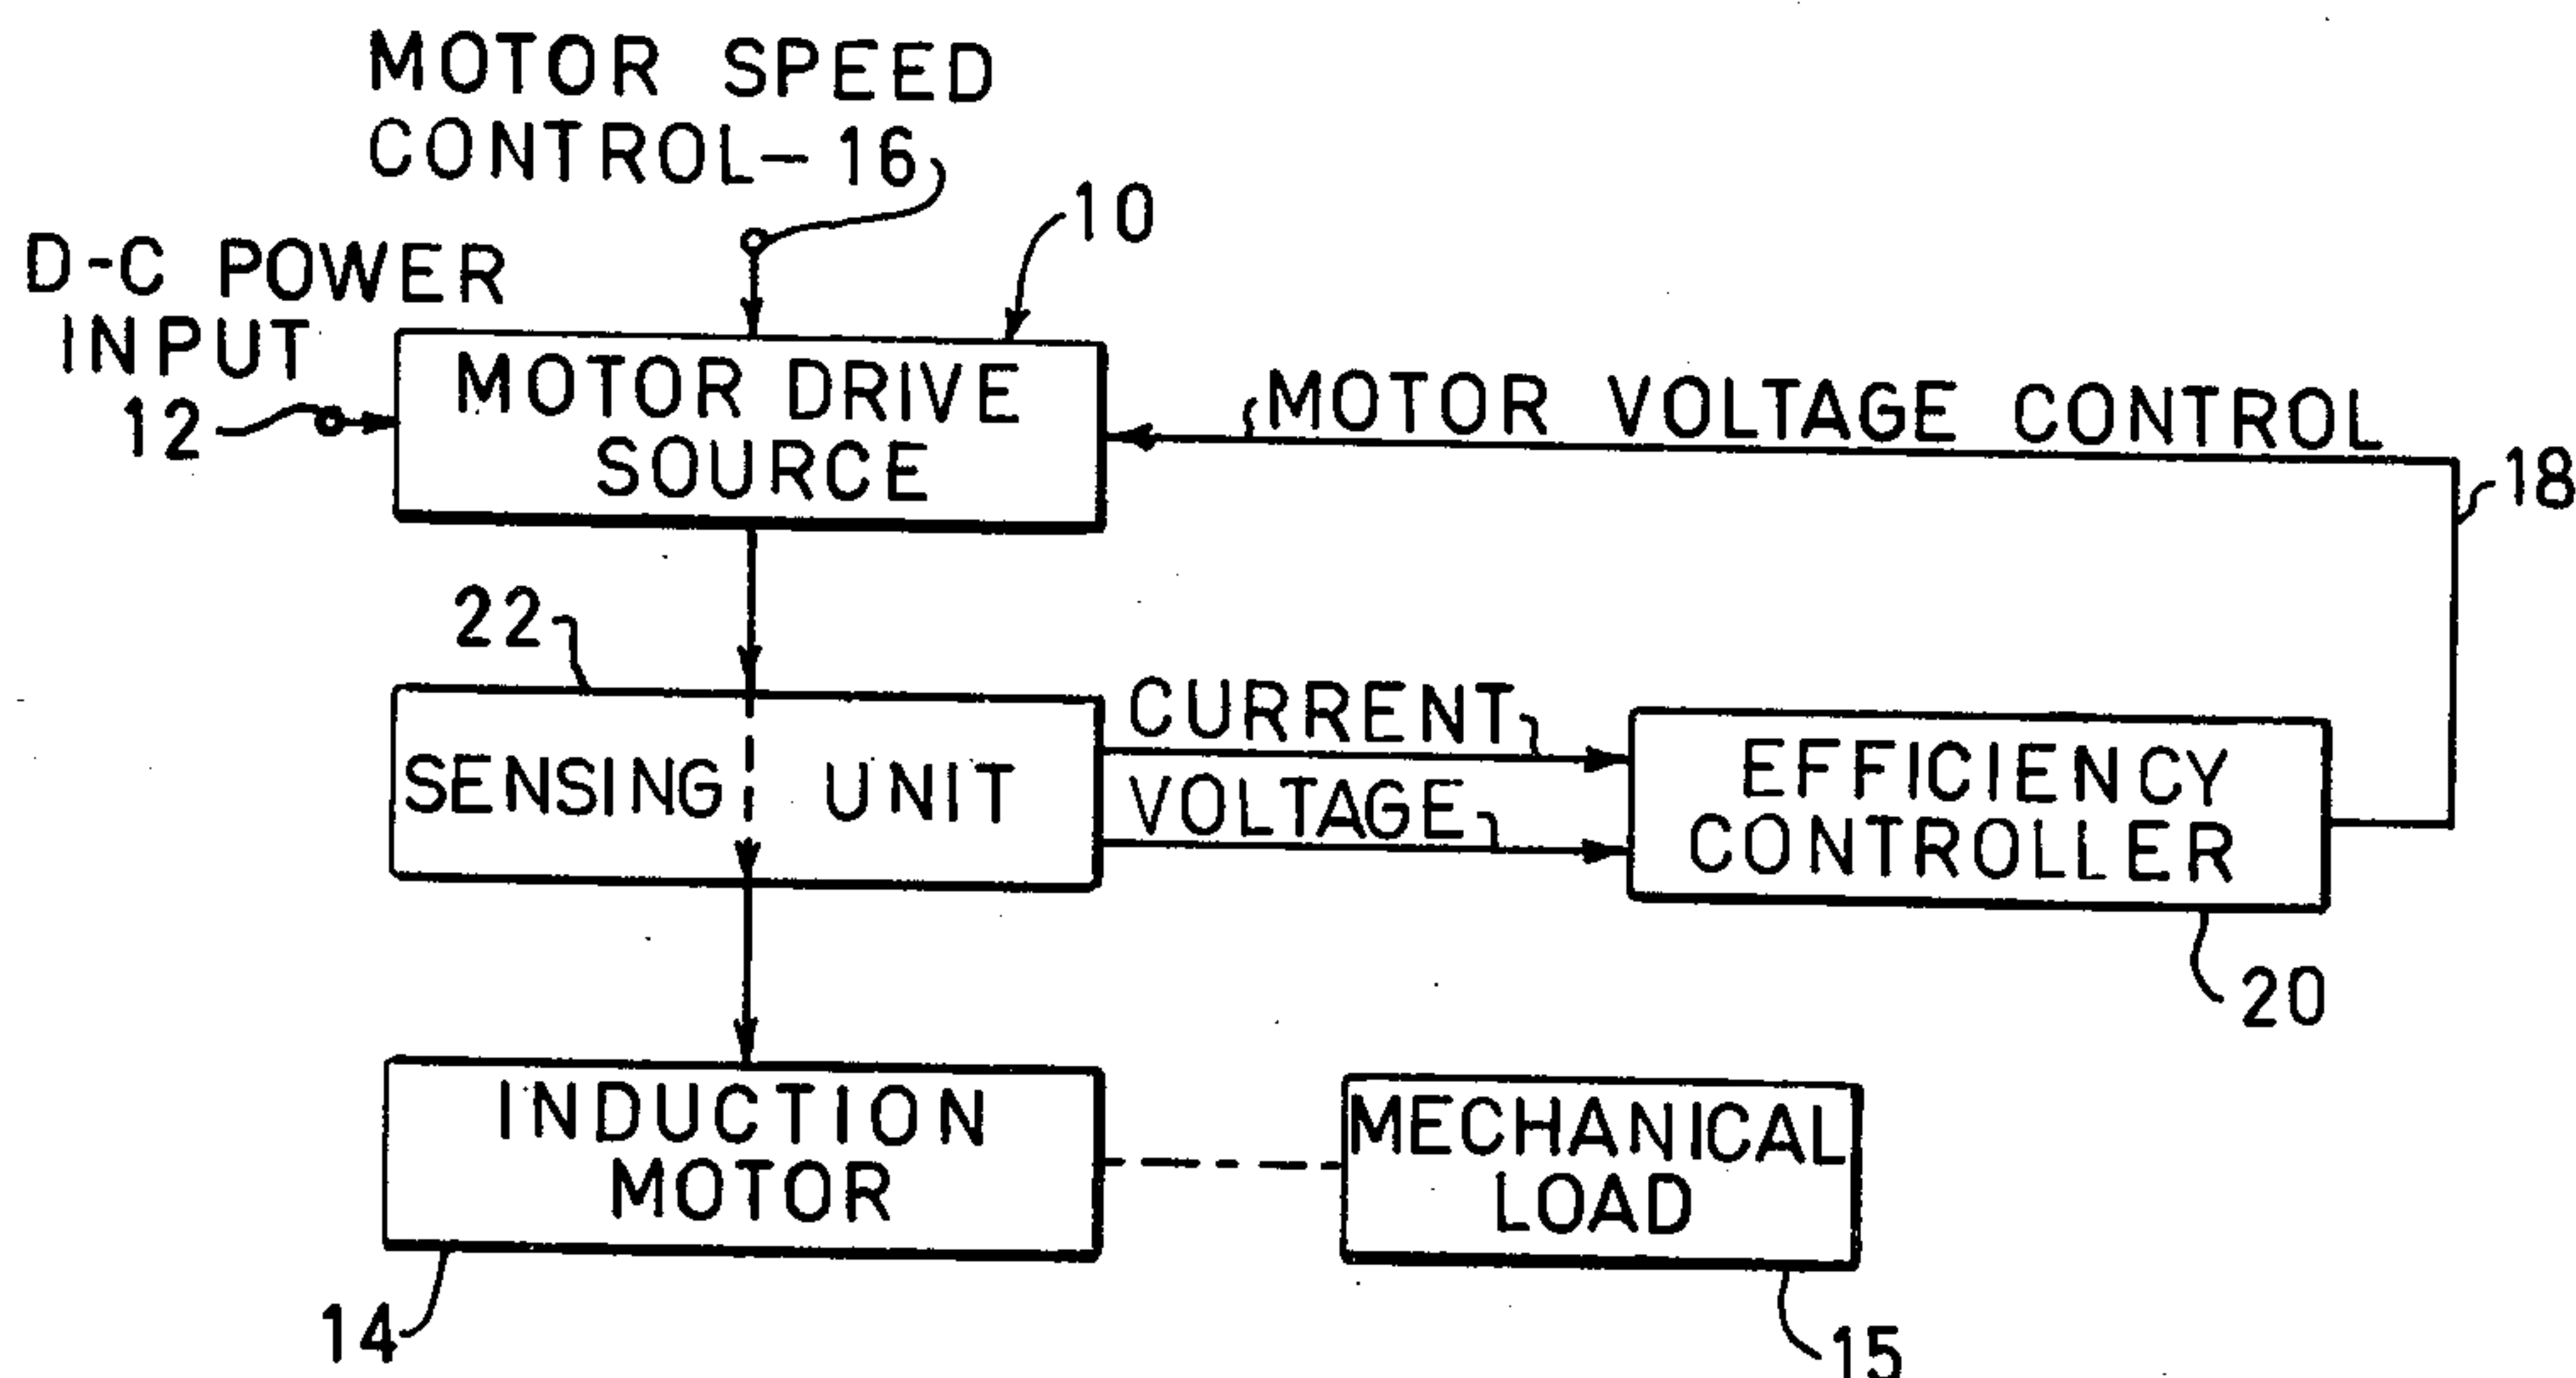 MOTOR SPEED
CONTROL-16
10
D-C POWER
INPUT
12
MOTOR DRIVE
SOURCE
MOTOR VOLTAGE CONTROL
18
22
SENSING UNIT
CURRENT
VOLTAGE
EFFICIENCY
CONTROLLER
20
INDUCTION
MOTOR
14
MECHANICAL
LOAD
15